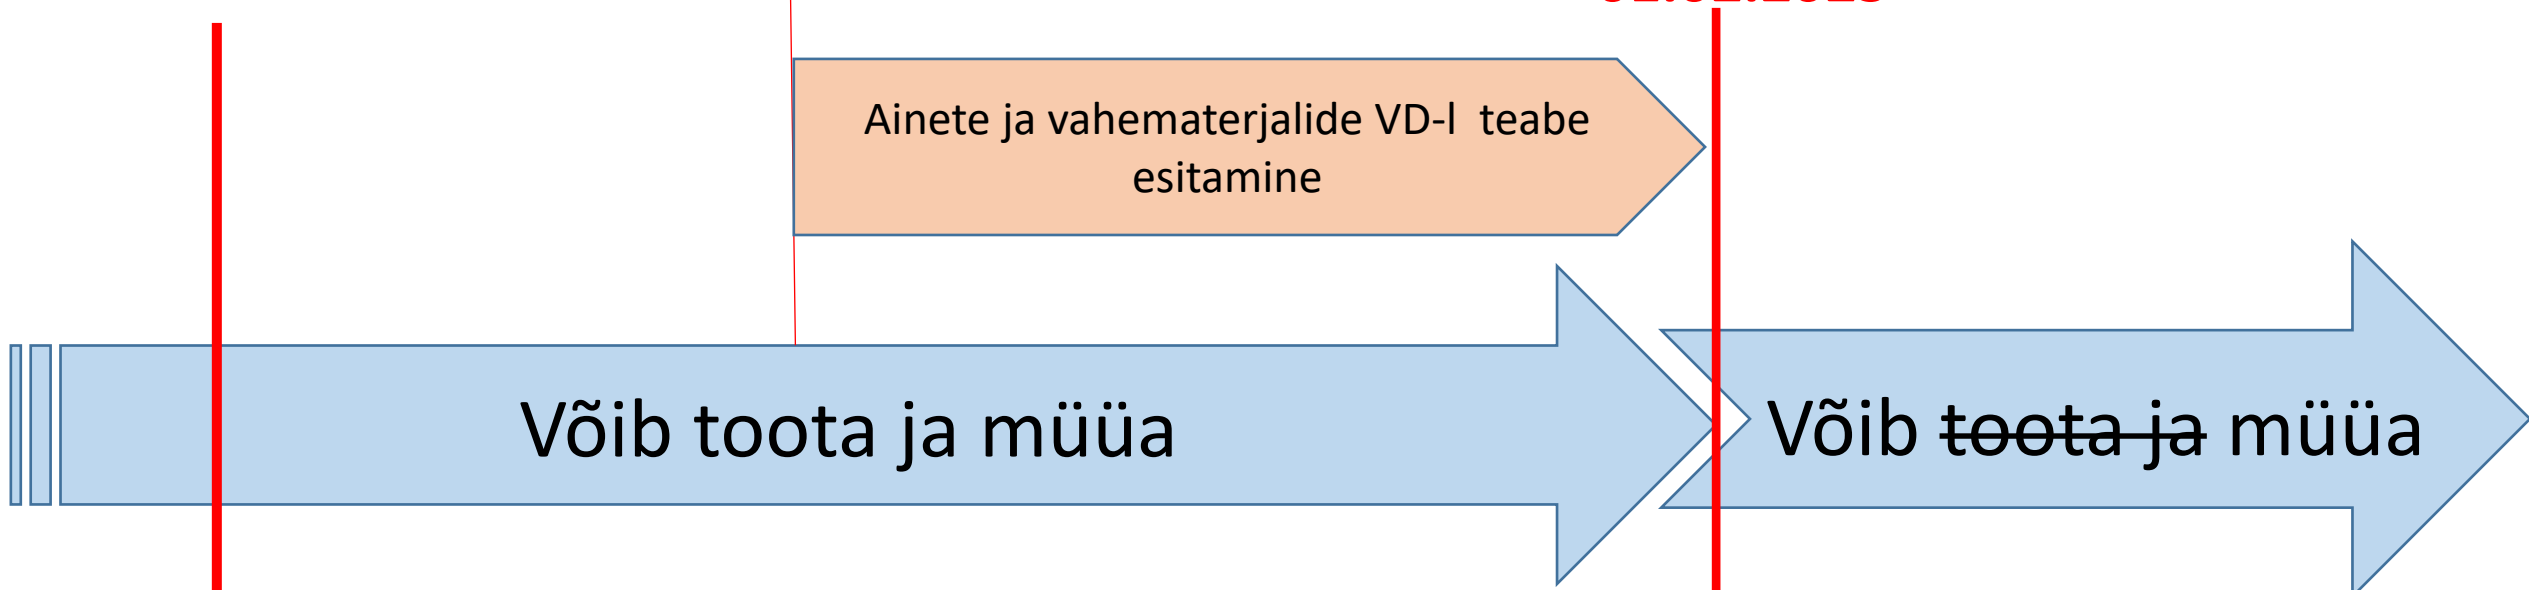 Ainete ja vahematerjalide VD-l teabe
esitamine
Võib toota ja müüa
Võib toota ja müüa